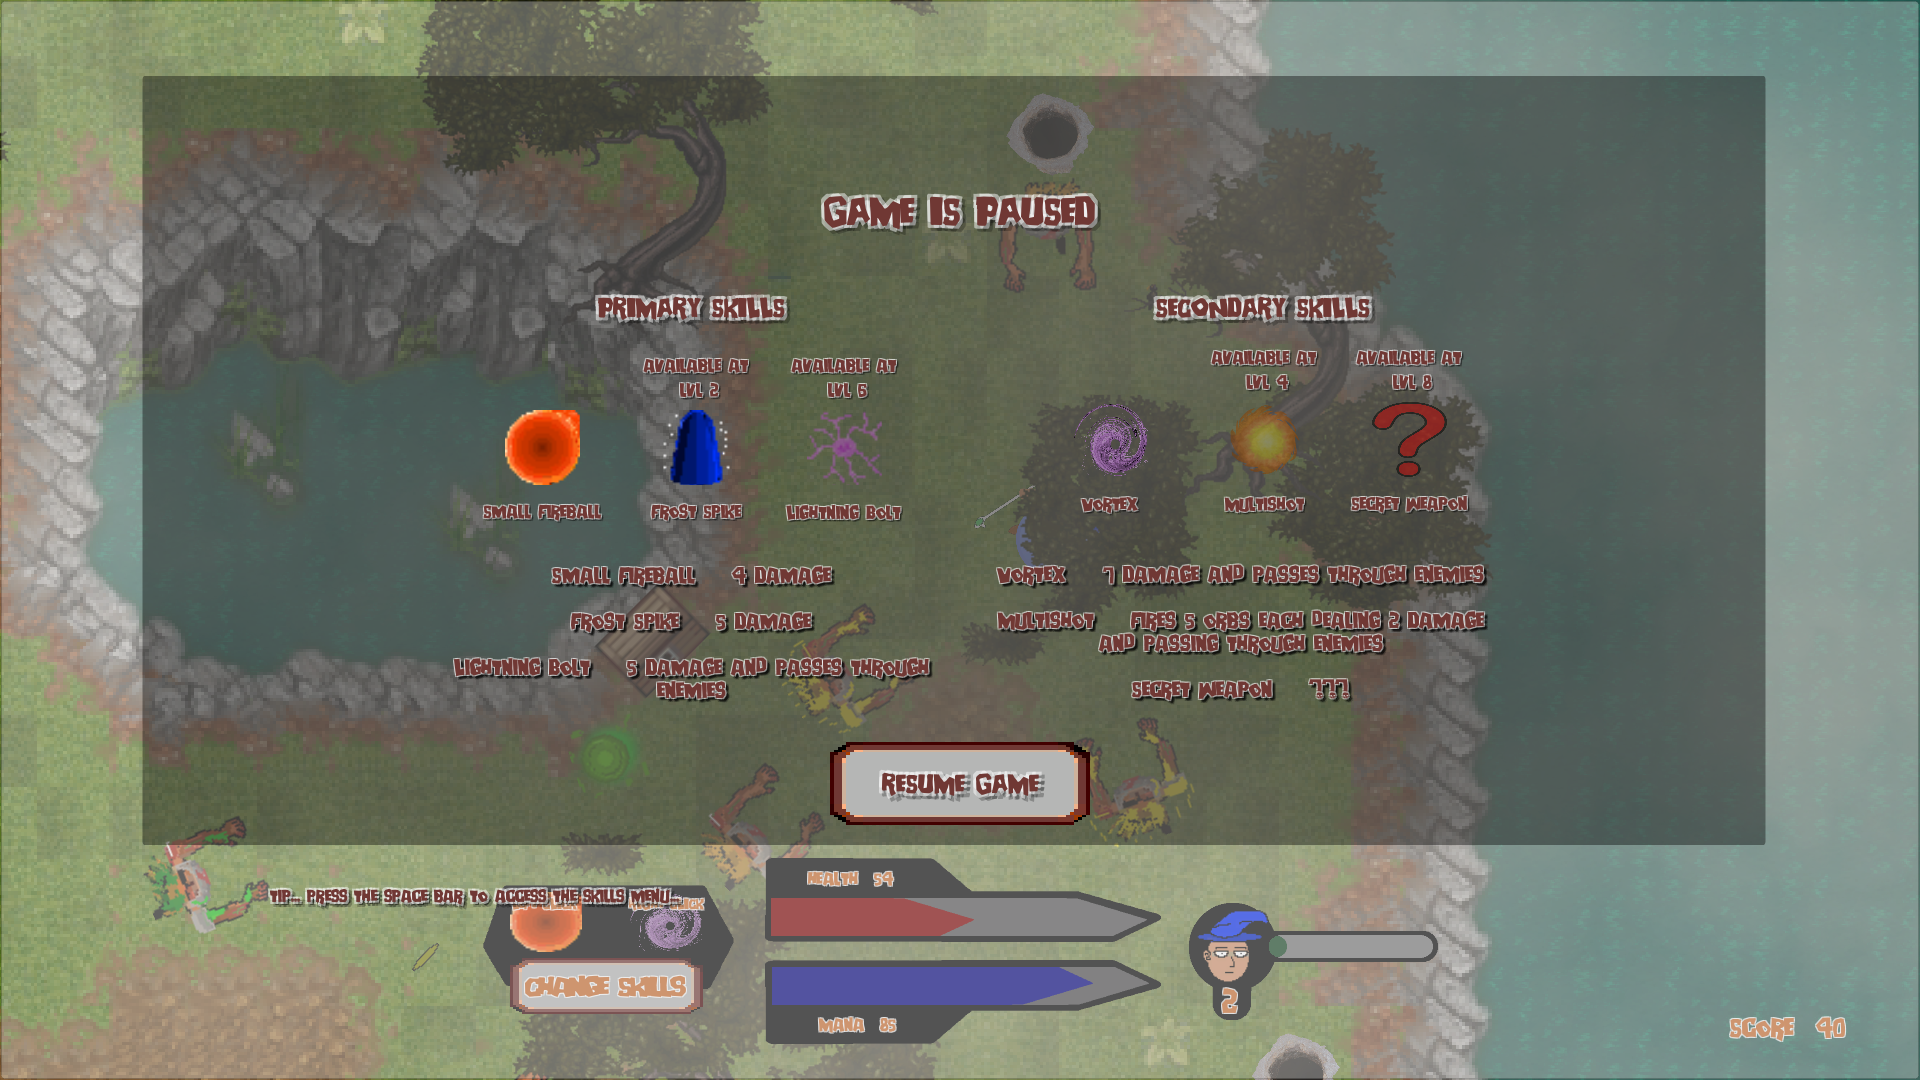 GAME IS PAUSED
PRIMARY SKILLS
SECONDARY SKILLS
AVAILABLE AT
LVL 2
AVAILABLE AT
LVL 6
AVAILABLE AT
LVL 4
AVAILABLE AT
LVL 8
SMALL FIREBALL
FROST SPIKE
LIGHTNING BOLT
VORTEX
MULTISHOT
SECRET WEAPON
SMALL FIREBALL 4 DAMAGE
FROST SPIKE 5 DAMAGE
LIGHTNING BOLT 5 DAMAGE AND PASSES THROUGH
ENEMIES
VORTEX 7 DAMAGE AND PASSES THROUGH ENEMIES
MULTISHOT FIRES 5 ORBS EACH DEALING 2 DAMAGE
AND PASSING THROUGH ENEMIES
SECRET WEAPON ???
RESUME GAME
TIP... PRESS THE SPACE BAR TO ACCESS THE SKILLS MENU...
CHANGE SKILLS
HEALTH 54
MANA 85
2
SCORE 40